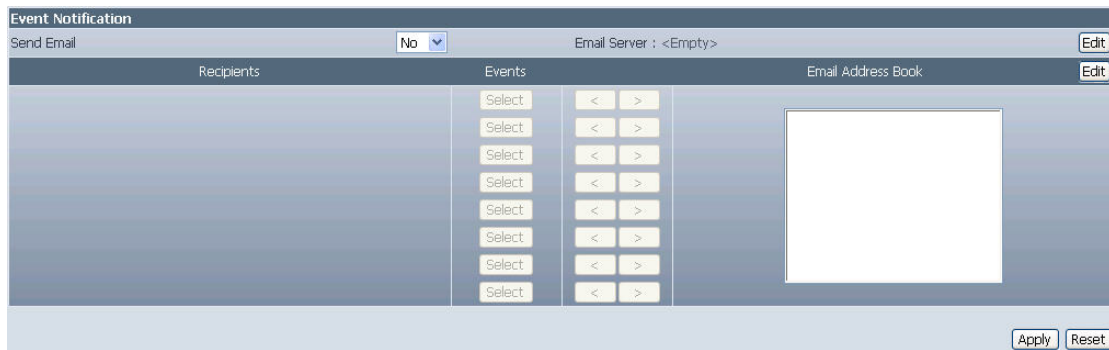 Event Notification
Send Email No Email Server : <Empty> Edit
Recipients Events Email Address Book Edit
Select < >
Select < >
Select < >
Select < >
Select < >
Select < >
Select < >
Select < >
Apply Reset